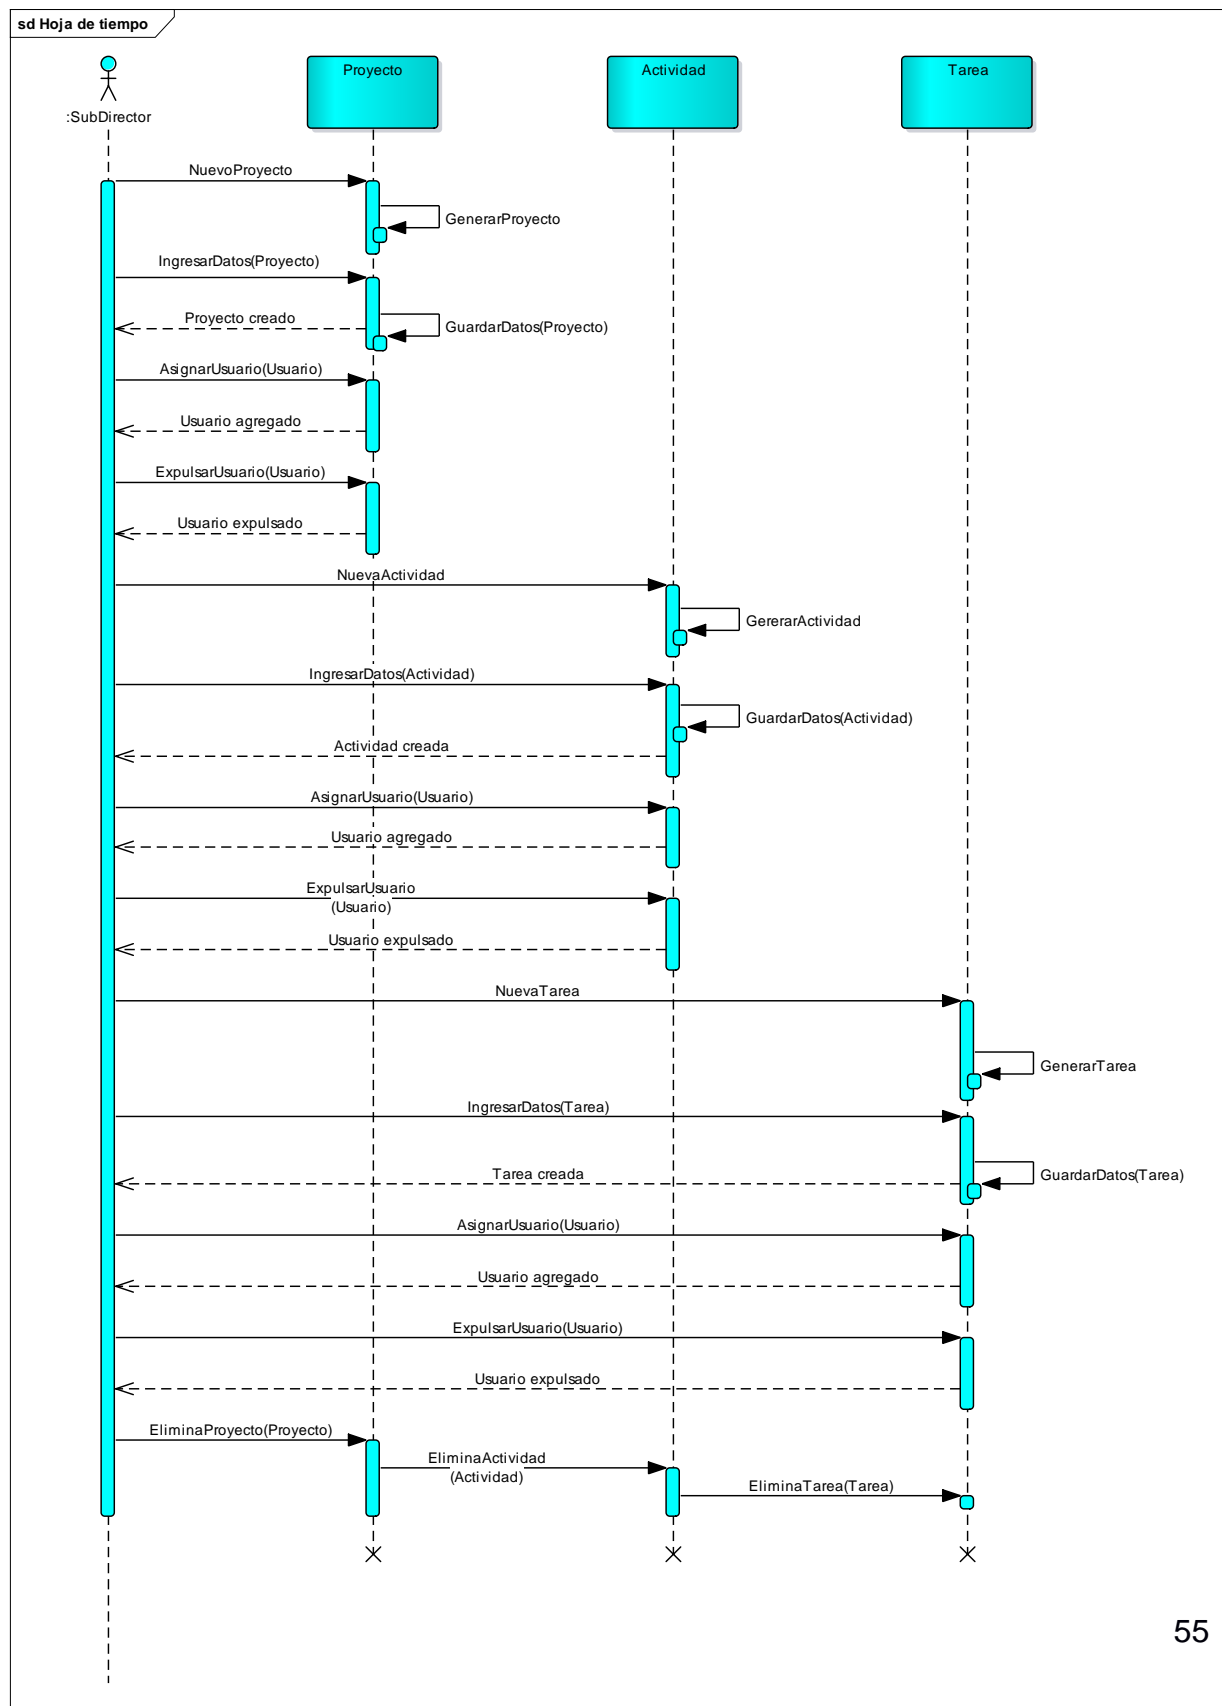 sd Hoja de tiempo
:SubDirector
Proyecto
Actividad
Tarea
NuevoProyecto
GenerarProyecto
IngresarDatos(Proyecto)
Proyecto creado
GuardarDatos(Proyecto)
AsignarUsuario(Usuario)
Usuario agregado
ExpulsarUsuario(Usuario)
Usuario expulsado
NuevaActividad
GererarActividad
IngresarDatos(Actividad)
GuardarDatos(Actividad)
Actividad creada
AsignarUsuario(Usuario)
Usuario agregado
ExpulsarUsuario
(Usuario)
Usuario expulsado
NuevaTarea
GenerarTarea
IngresarDatos(Tarea)
Tarea creada
GuardarDatos(Tarea)
AsignarUsuario(Usuario)
Usuario agregado
ExpulsarUsuario(Usuario)
Usuario expulsado
EliminaProyecto(Proyecto)
EliminaActividad
(Actividad)
EliminaTarea(Tarea)
55